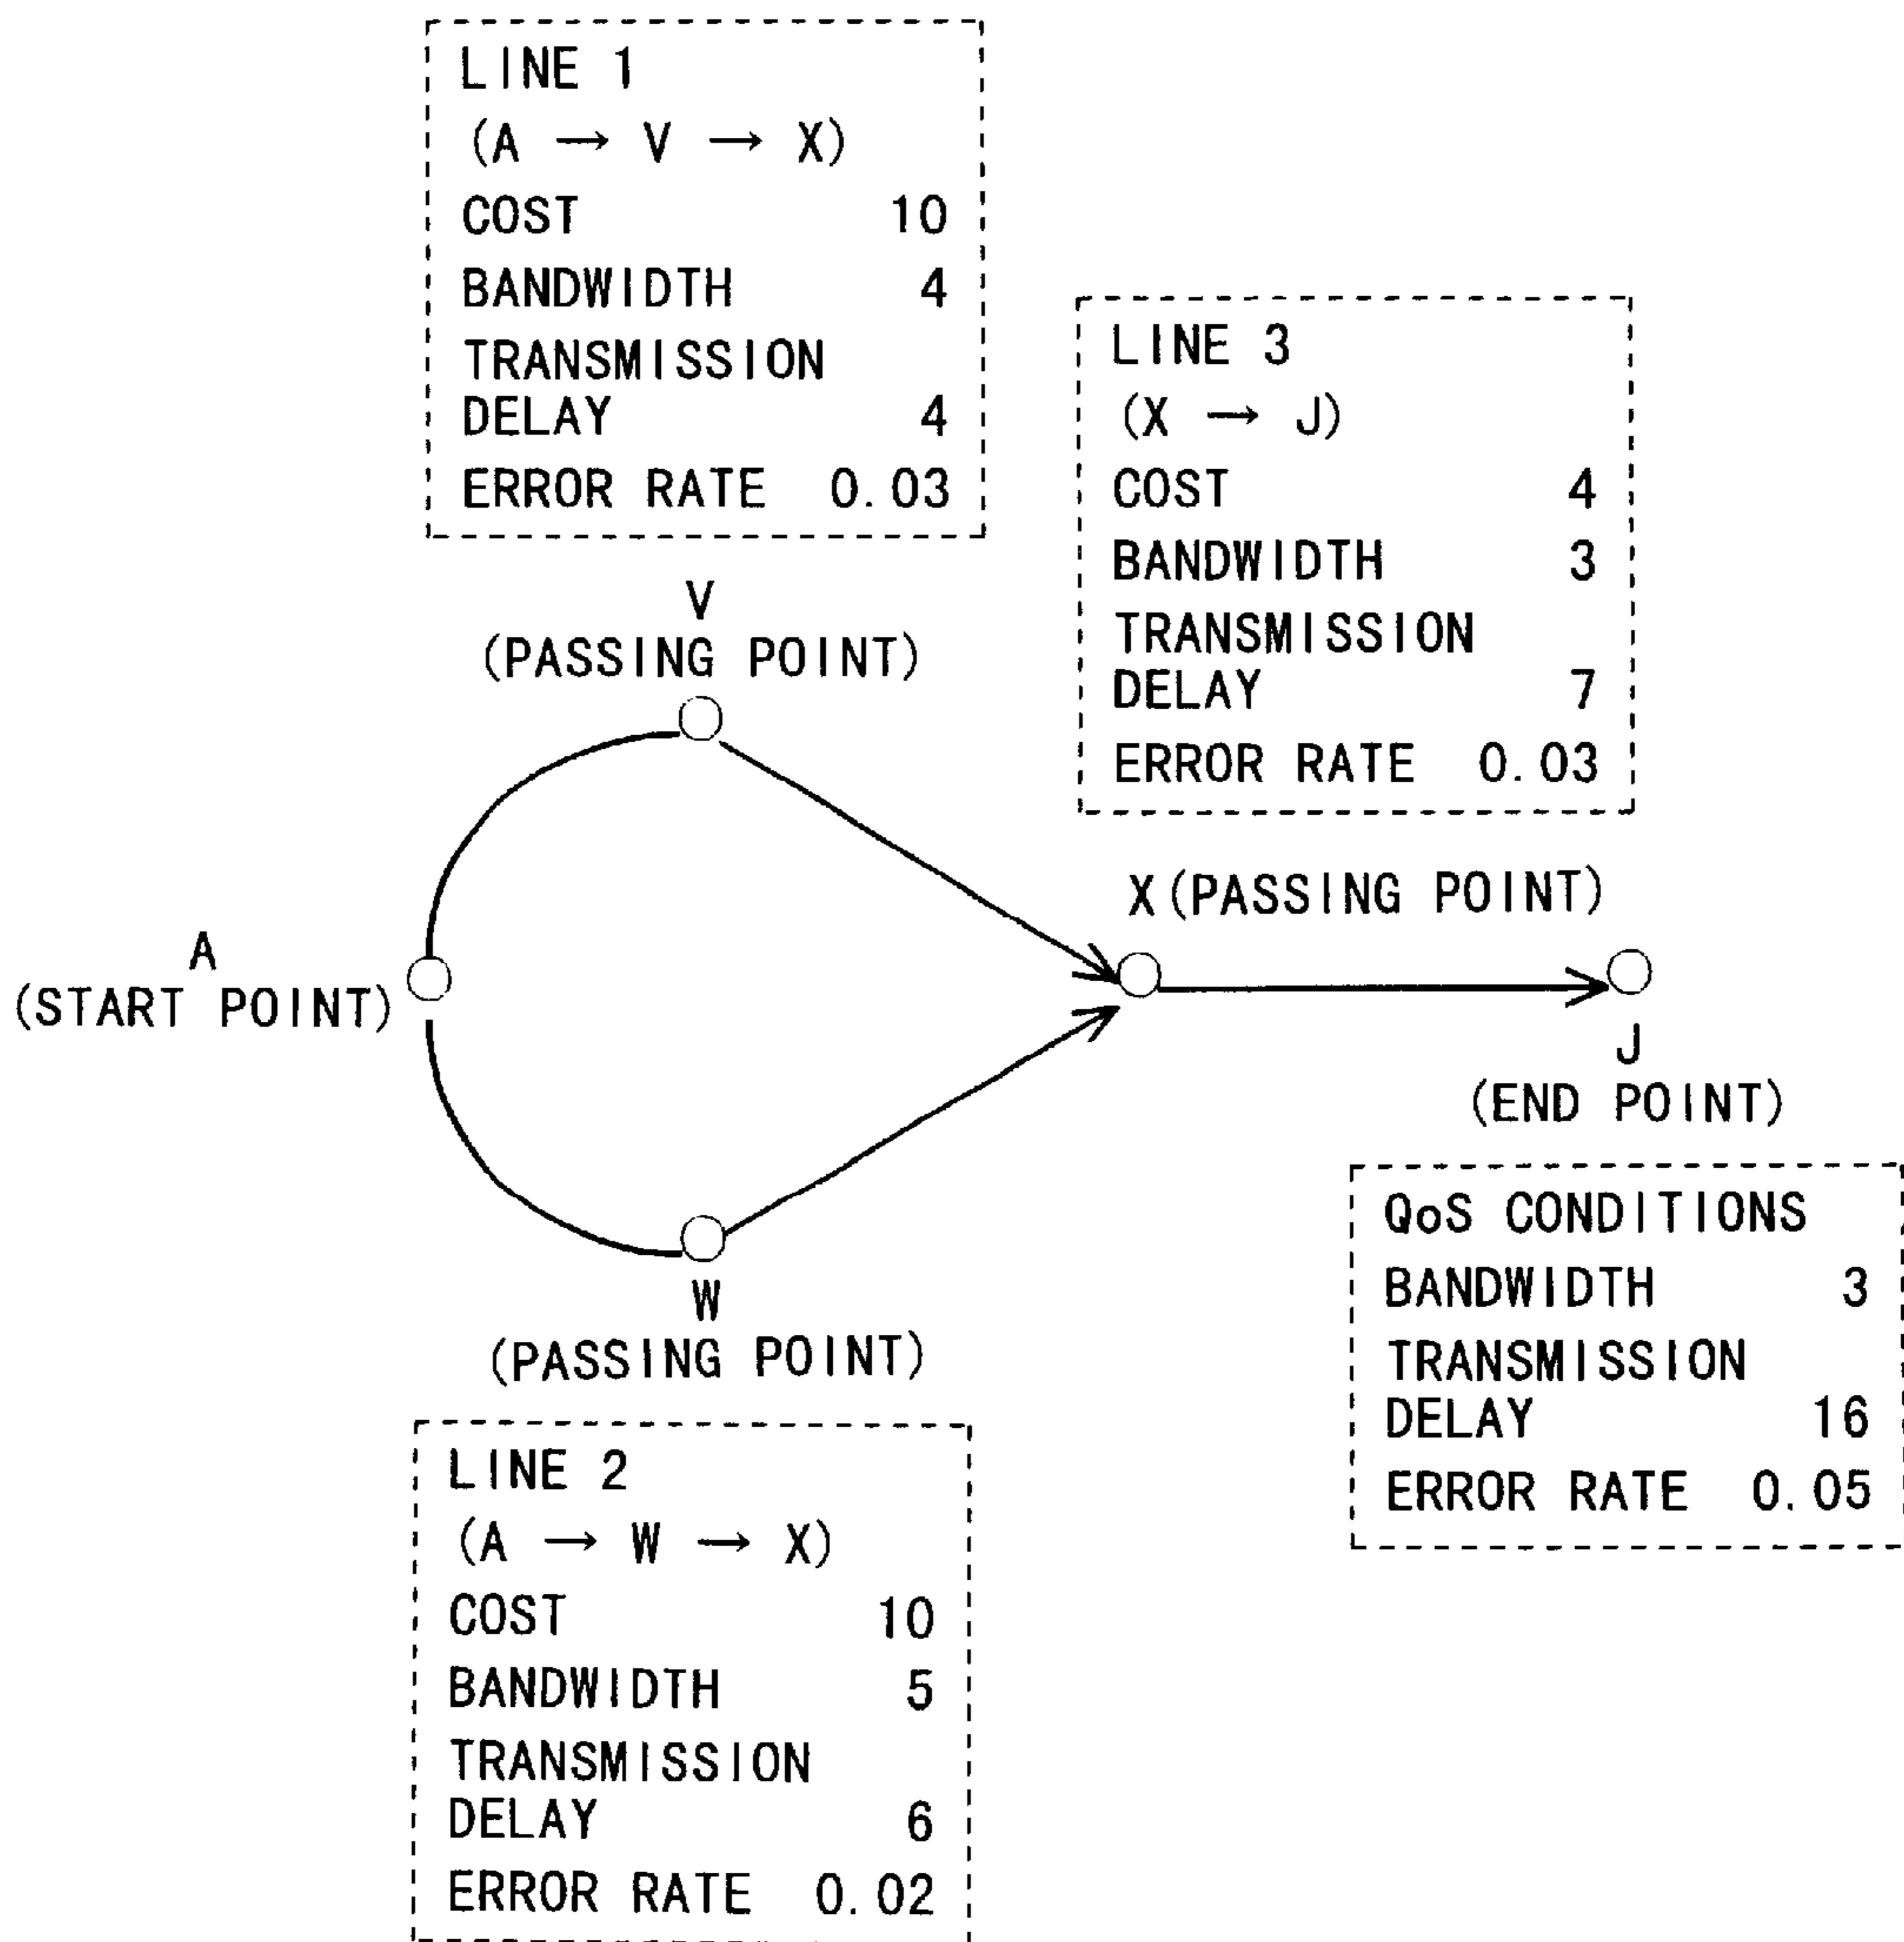 LINE 1
(A → V → X)
COST 10
BANDWIDTH 4
TRANSMISSION
DELAY 4
ERROR RATE 0.03
LINE 3
(X → J)
COST 4
BANDWIDTH 3
TRANSMISSION
DELAY 7
ERROR RATE 0.03
V
(PASSING POINT)
X (PASSING POINT)
A
(START POINT)
J
(END POINT)
W
(PASSING POINT)
QoS CONDITIONS
BANDWIDTH 3
TRANSMISSION
DELAY 16
ERROR RATE 0.05
LINE 2
(A → W → X)
COST 10
BANDWIDTH 5
TRANSMISSION
DELAY 6
ERROR RATE 0.02